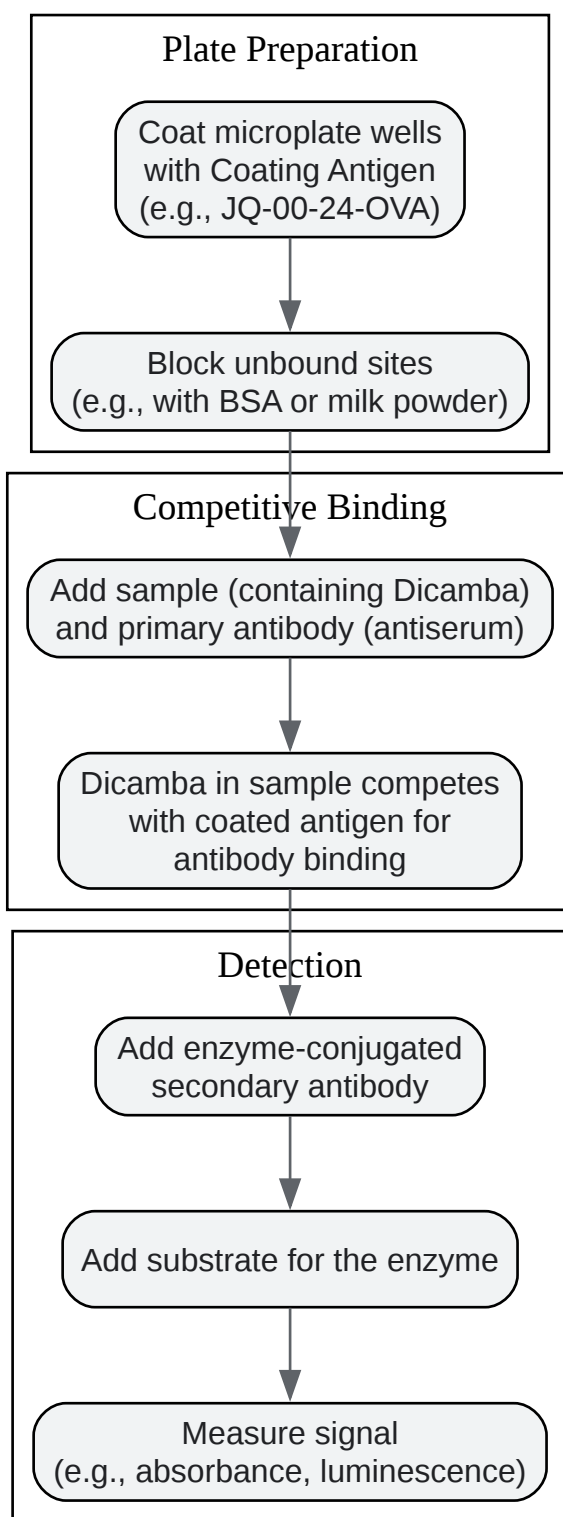 Plate Preparation
Coat microplate wells
with Coating Antigen
(e.g., JQ-00-24-OVA)
Block unbound sites
(e.g., with BSA or milk powder)
Competitive Binding
Add sample (containing Dicamba)
and primary antibody (antiserum)
Dicamba in sample competes
with coated antigen for
antibody binding
Detection
Add enzyme-conjugated
secondary antibody
Add substrate for the enzyme
Measure signal
(e.g., absorbance, luminescence)